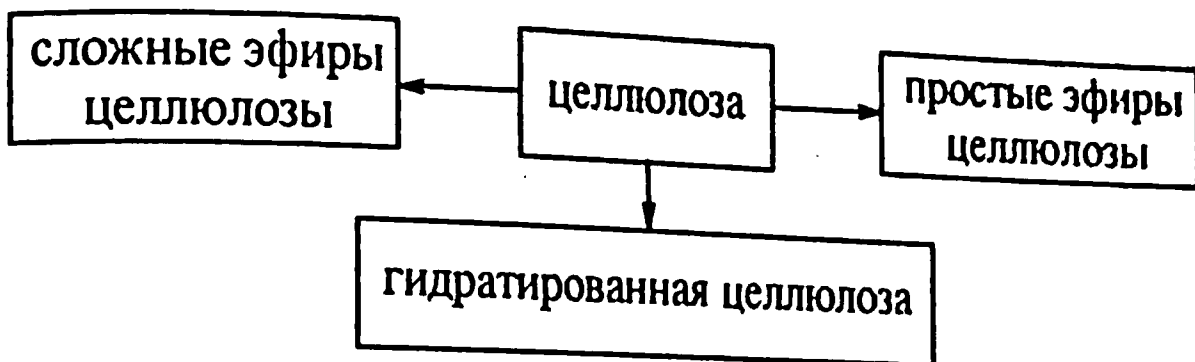 сложные эфиры
целлюлозы
целлюлоза
простые эфиры
целлюлозы
гидратированная целлюлоза